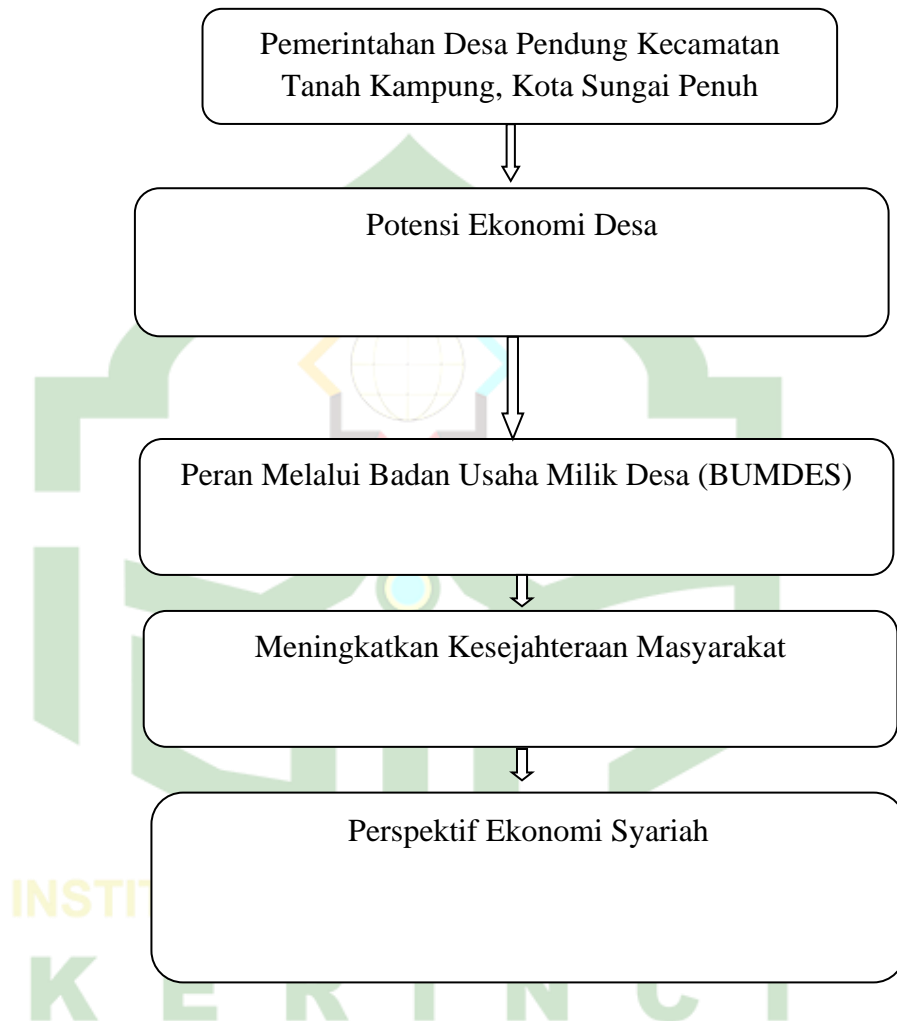 Pemerintahan Desa Pendung Kecamatan
Tanah Kampung, Kota Sungai Penuh
Potensi Ekonomi Desa
Peran Melalui Badan Usaha Milik Desa (BUMDES)
Meningkatkan Kesejahteraan Masyarakat
Perspektif Ekonomi Syariah
INSTIT
K E R I N C I